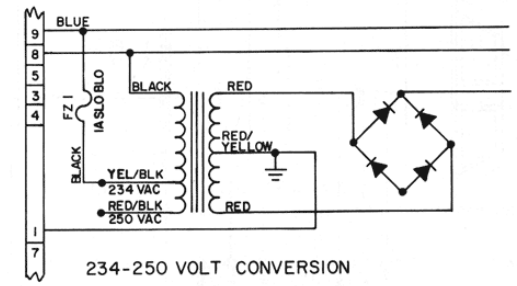 BLUE
9
8
5
3
4
BLACK
RED
FZ 1
1A SLO BLO
RED/
YELLOW
BLACK
YEL/BLK
234 VAC
RED/BLK
250 VAC
RED
1
7
234-250 VOLT CONVERSION